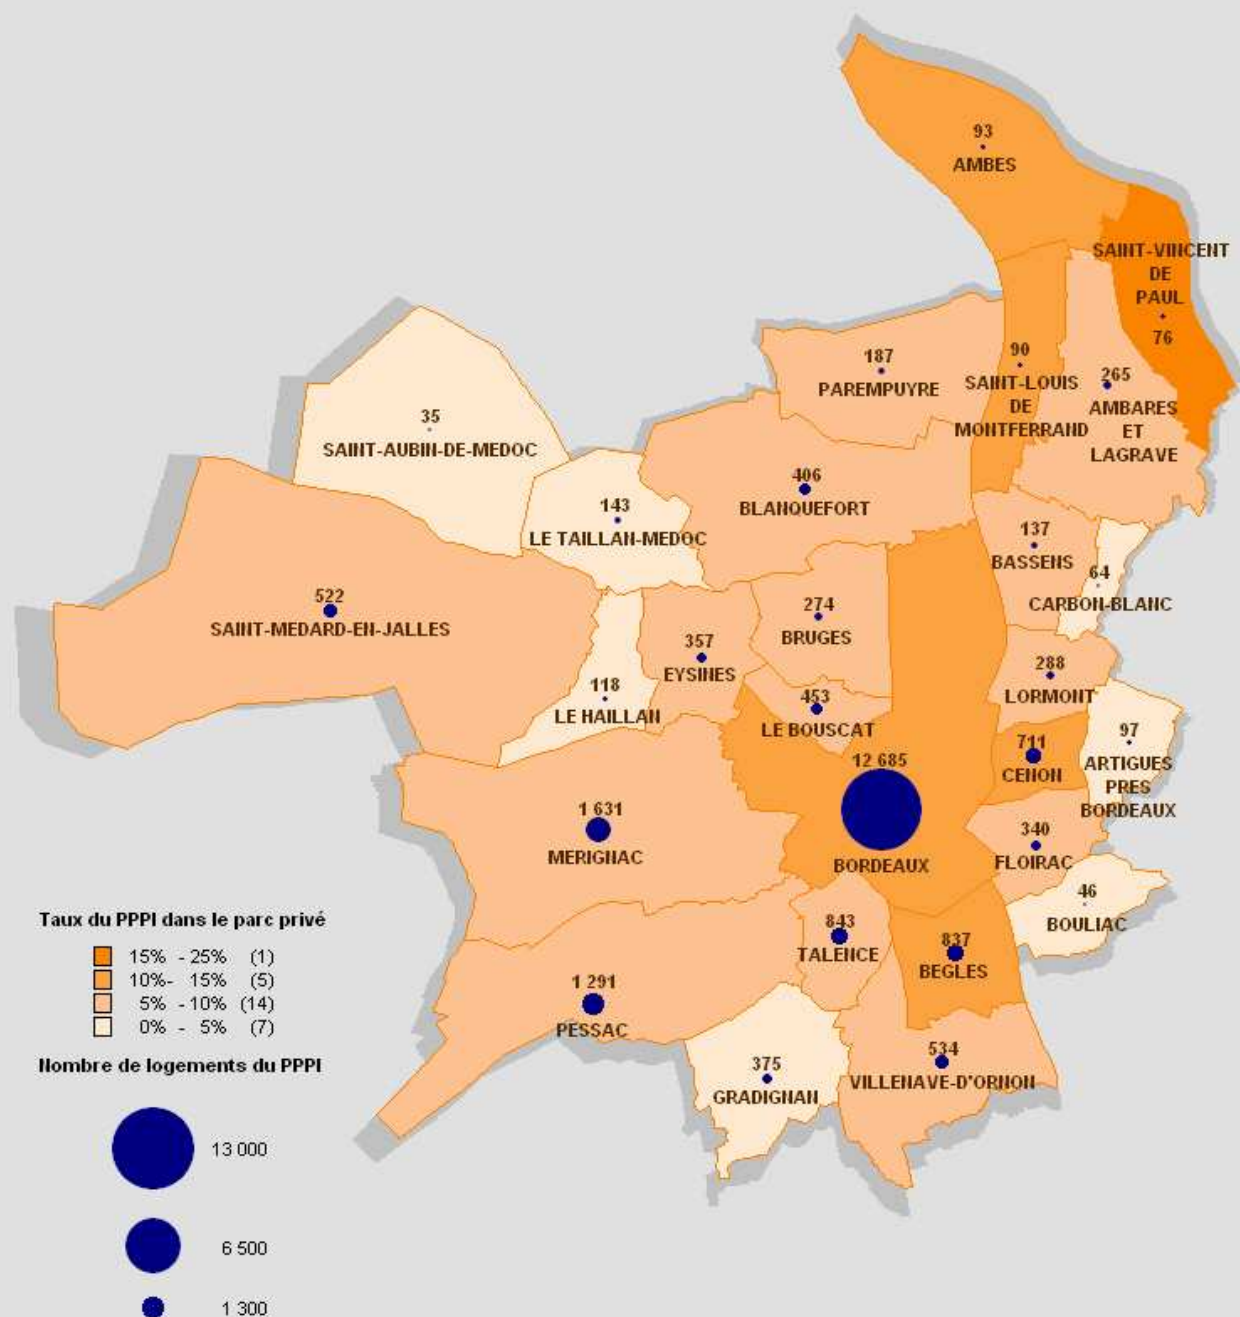 93
AMBES
SAINT-VINCENT
DE
PAUL
76
187
PAREMPUYRE
90
SAINT-LOUIS
DE
MONTFERRAND
265
AMBARES
ET
LAGRAVE
35
SAINT-AUBIN-DE-MEDOC
406
BLANQUEFORT
143
LE TAILLAN-MEDOC
137
BASSENS
64
CARBON-BLANC
522
SAINT-MEDARD-EN-JALLES
274
BRUGES
357
EYSINES
288
LORMONT
118
LE HAILLAN
453
LE BOUSCAT
97
ARTIGUES
PRES
BORDEAUX
711
CENON
12 685
BORDEAUX
1 631
MERIGNAC
340
FLOIRAC
46
BOULIAC
843
TALENCE
837
BEGLES
1 291
PESSAC
375
GRADIGNAN
534
VILLENAVE-D'ORNON
Taux du PPPI dans le parc privé
15% - 25% (1)
10%- 15% (5)
5% - 10% (14)
0% - 5% (7)
Nombre de logements du PPPI
13 000
6 500
1 300